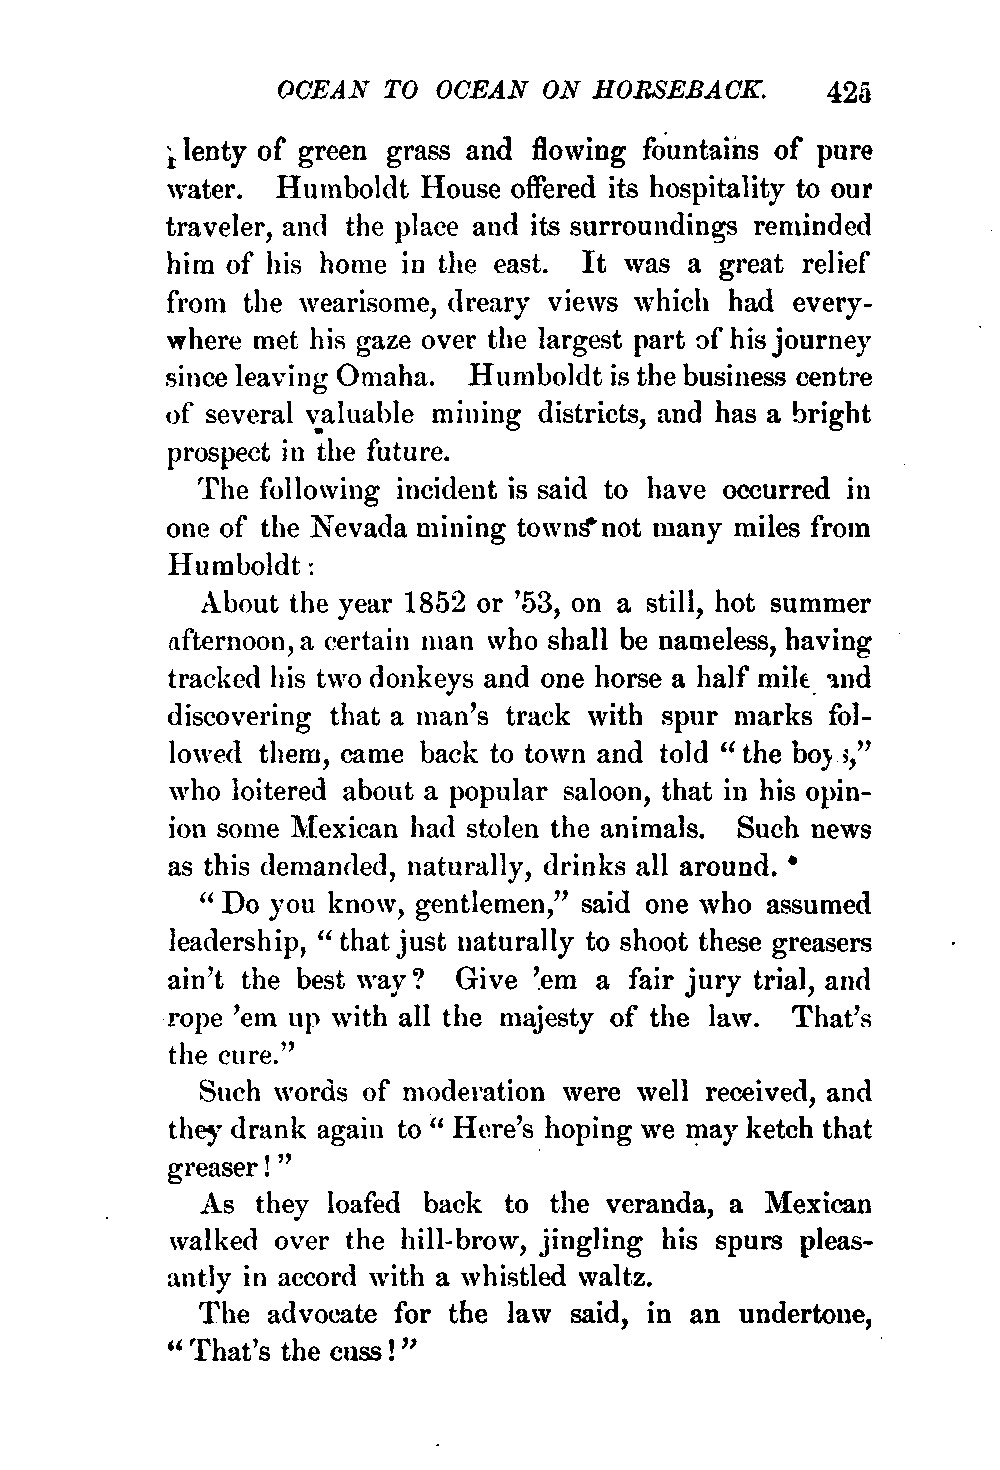 OCEAN TO OCEAN ON HORSEBACK. 425
plenty of green grass and flowing fountains of pure
water. Humboldt House offered its hospitality to our
traveler, and the place and its surroundings reminded
him of his home in the east. It was a great relief
from the wearisome, dreary views which had every-
where met his gaze over the largest part of his journey
since leaving Omaha. Humboldt is the business centre
of several valuable mining districts, and has a bright
prospect in the future.
The following incident is said to have occurred in
one of the Nevada mining towns not many miles from
Humboldt:
About the year 1852 or '53, on a still, hot summer
afternoon, a certain man who shall be nameless, having
tracked his two donkeys and one horse a half mile and
discovering that a man's track with spur marks fol-
lowed them, came back to town and told "the boys,"
who loitered about a popular saloon, that in his opin-
ion some Mexican had stolen the animals. Such news
as this demanded, naturally, drinks all around.
"Do you know, gentlemen," said one who assumed
leadership, "that just naturally to shoot these greasers
ain't the best way? Give 'em a fair jury trial, and
rope 'em up with all the majesty of the law. That's
the cure."
Such words of moderation were well received, and
they drank again to "Here's hoping we may ketch that
greaser!"
As they loafed back to the veranda, a Mexican
walked over the hill-brow, jingling his spurs pleas-
antly in accord with a whistled waltz.
The advocate for the law said, in an undertone,
"That's the cuss!"